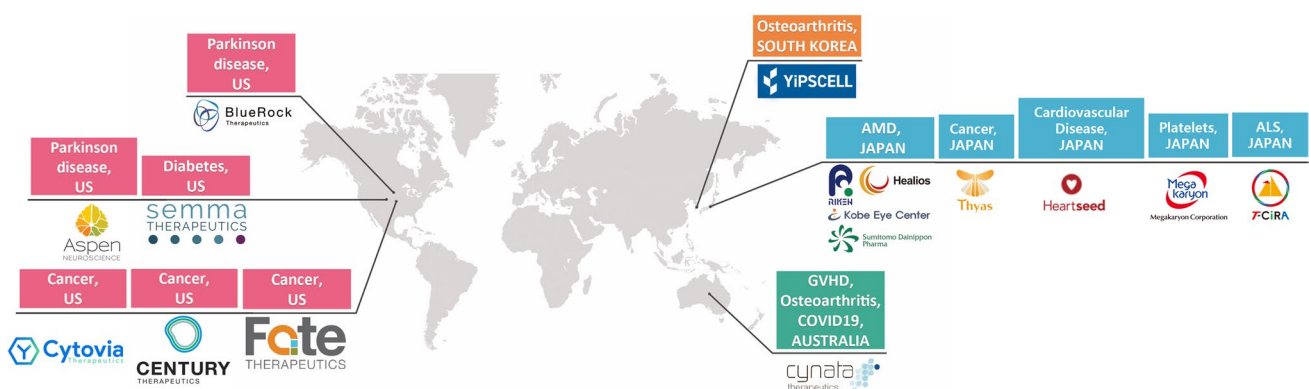 Parkinson
disease,
US
BlueRock
Therapeutics
Parkinson
disease,
US
Diabetes,
US
Aspen
NEUROSCIENCE
semma
THERAPEUTICS
Cancer,
US
Cancer,
US
Cancer,
US
Cytovia
Therapeutics
CENTURY
THERAPEUTICS
Fate
THERAPEUTICS
Osteoarthritis,
SOUTH KOREA
YiPSCELL
AMD,
JAPAN
Cancer,
JAPAN
Cardiovascular
Disease,
JAPAN
Platelets,
JAPAN
ALS,
JAPAN
RIKEN
Healios
Kobe Eye Center
Sumitomo Dainippon
Pharma
Thyas
Heartseed
Mega
karyon
Megakaryon Corporation
T-CiRA
GVHD,
Osteoarthritis,
COVID19,
AUSTRALIA
cynata
therapeutics